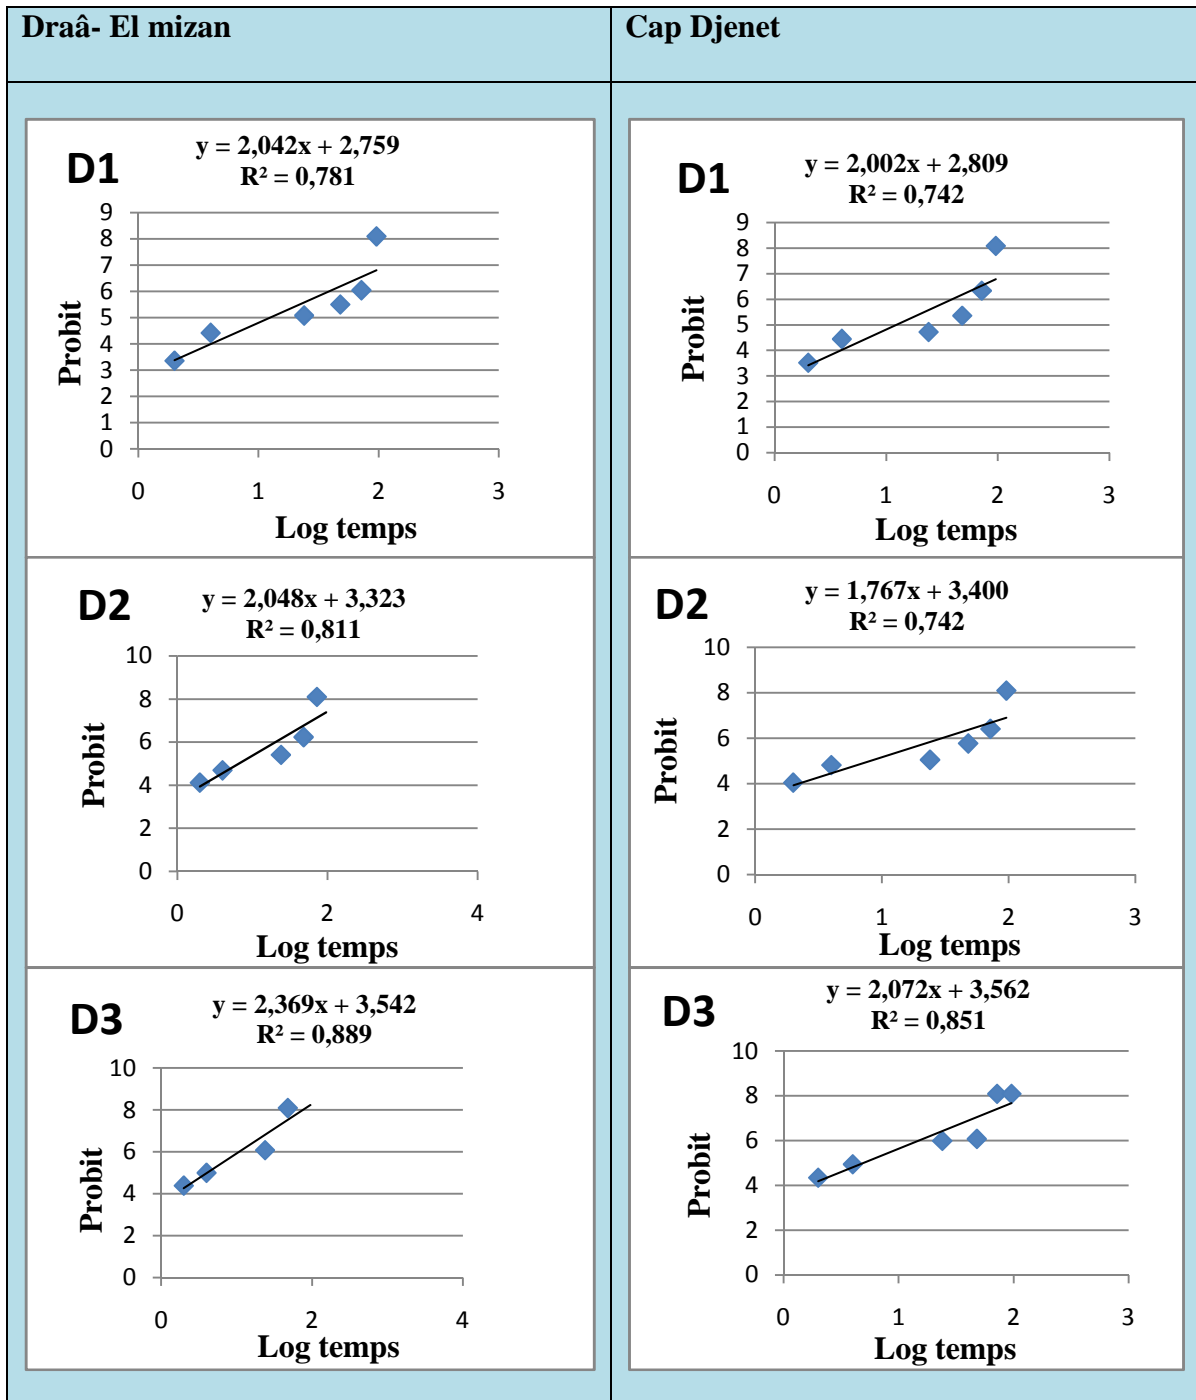 Draâ- El mizan
Cap Djenet
D1
y = 2,042x + 2,759
R² = 0,781
9
8
7
6
5
4
3
2
1
0
0 1 2 3
Probit
Log temps
D1
y = 2,002x + 2,809
R² = 0,742
9
8
7
6
5
4
3
2
1
0
0 1 2 3
Probit
Log temps
D2
y = 2,048x + 3,323
R² = 0,811
10
8
6
4
2
0
0 2 4
Probit
Log temps
D2
y = 1,767x + 3,400
R² = 0,742
10
8
6
4
2
0
0 1 2 3
Probit
Log temps
D3
y = 2,369x + 3,542
R² = 0,889
10
8
6
4
2
0
0 2 4
Probit
Log temps
D3
y = 2,072x + 3,562
R² = 0,851
10
8
6
4
2
0
0 1 2 3
Probit
Log temps